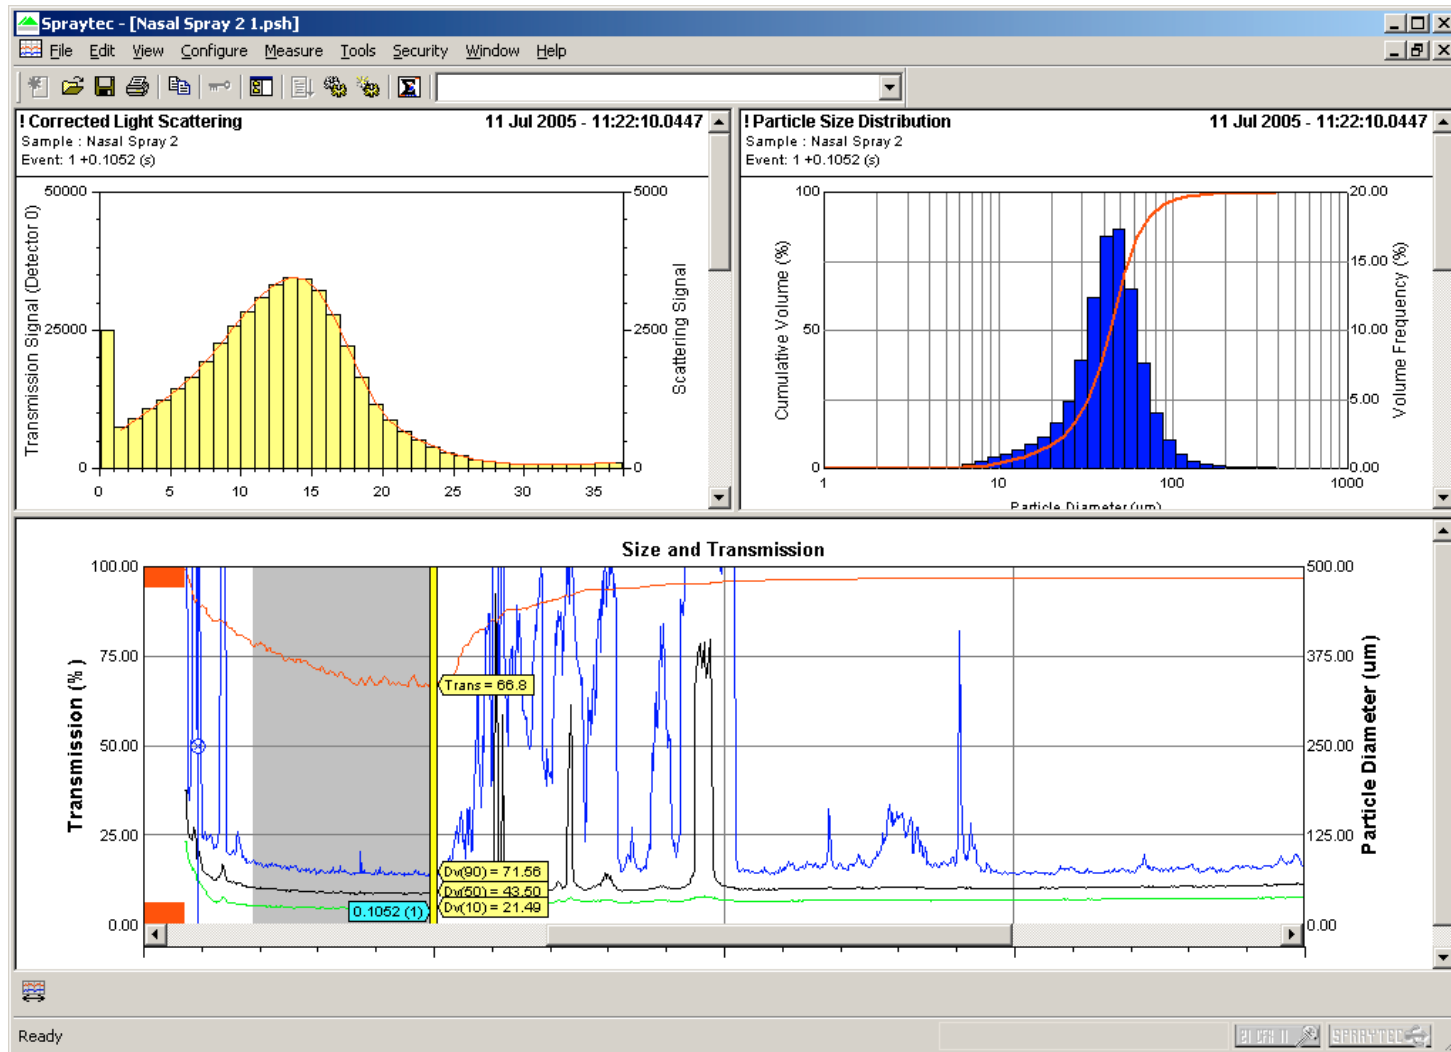 Spraytec - [Nasal Spray 2 1.psh]
File Edit View Configure Measure Tools Security Window Help
! Corrected Light Scattering 11 Jul 2005 - 11:22:10.0447
Sample : Nasal Spray 2
Event: 1 +0.1052 (s)
50000
25000
0
Transmission Signal (Detector 0)
5000
2500
0
Scattering Signal
0 5 10 15 20 25 30 35
! Particle Size Distribution 11 Jul 2005 - 11:22:10.0447
Sample : Nasal Spray 2
Event: 1 +0.1052 (s)
100
50
0
Cumulative Volume (%)
20.00
15.00
10.00
5.00
0.00
Volume Frequency (%)
1 10 100 1000
Particle Diameter (um)
Size and Transmission
100.00
75.00
50.00
25.00
0.00
Transmission (%)
500.00
375.00
250.00
125.00
0.00
Particle Diameter (um)
Trans = 66.8
Dv(90) = 71.56
Dv(50) = 43.50
Dv(10) = 21.49
0.1052 (1)
Ready
21 CFR 11
SPRAYTEC